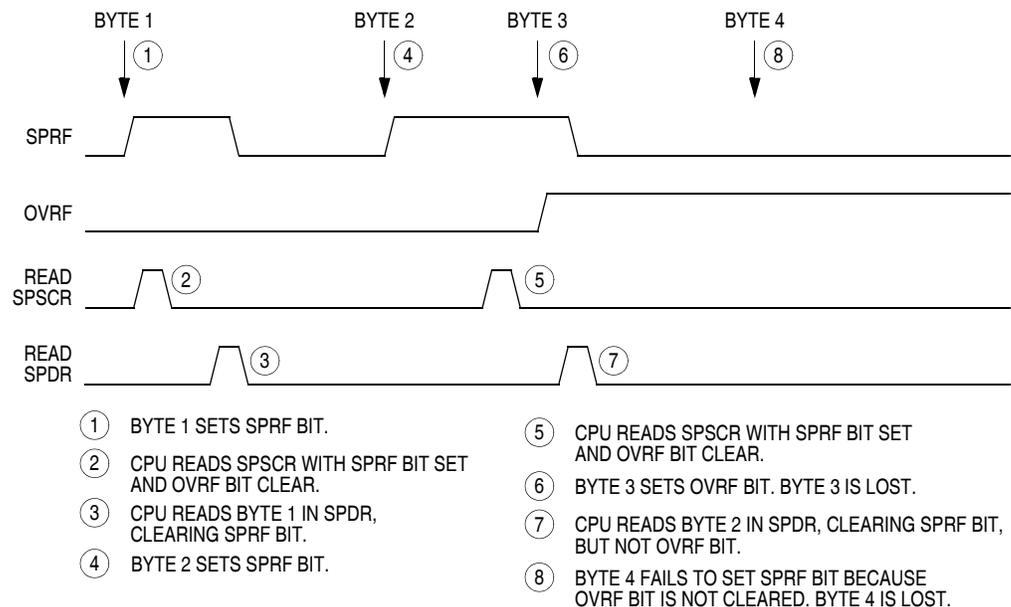 BYTE 1 BYTE 2 BYTE 3 BYTE 4
1 4 6 8
SPRF
OVRF
READ
SPSCR
2 5
READ
SPDR
3 7
1 BYTE 1 SETS SPRF BIT.
2 CPU READS SPSCR WITH SPRF BIT SET
AND OVRF BIT CLEAR.
3 CPU READS BYTE 1 IN SPDR,
CLEARING SPRF BIT.
4 BYTE 2 SETS SPRF BIT.
5 CPU READS SPSCR WITH SPRF BIT SET
AND OVRF BIT CLEAR.
6 BYTE 3 SETS OVRF BIT. BYTE 3 IS LOST.
7 CPU READS BYTE 2 IN SPDR, CLEARING SPRF BIT,
BUT NOT OVRF BIT.
8 BYTE 4 FAILS TO SET SPRF BIT BECAUSE
OVRF BIT IS NOT CLEARED. BYTE 4 IS LOST.